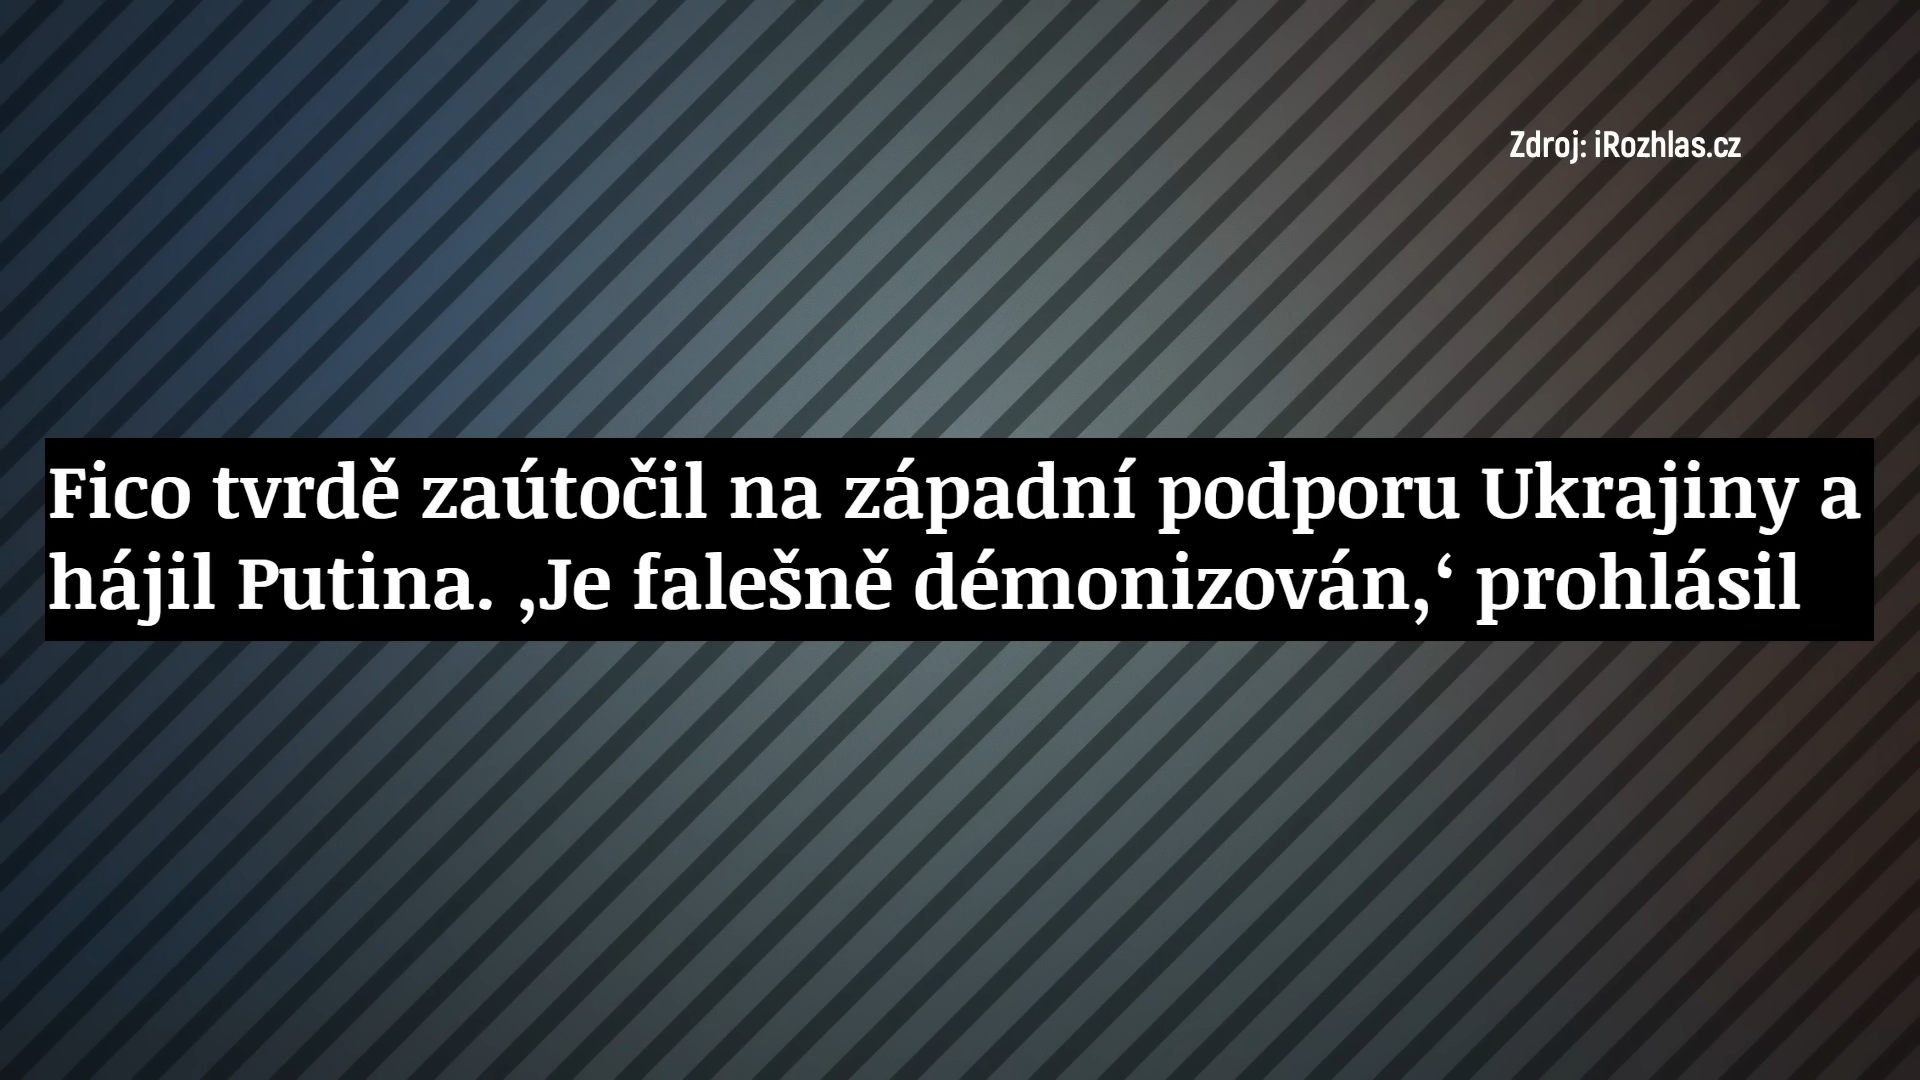 Zdroj: iRozhlas.cz
Fico tvrdě zaútočil na západní podporu Ukrajiny a
hájil Putina. ‚Je falešně démonizován,‘ prohlásil